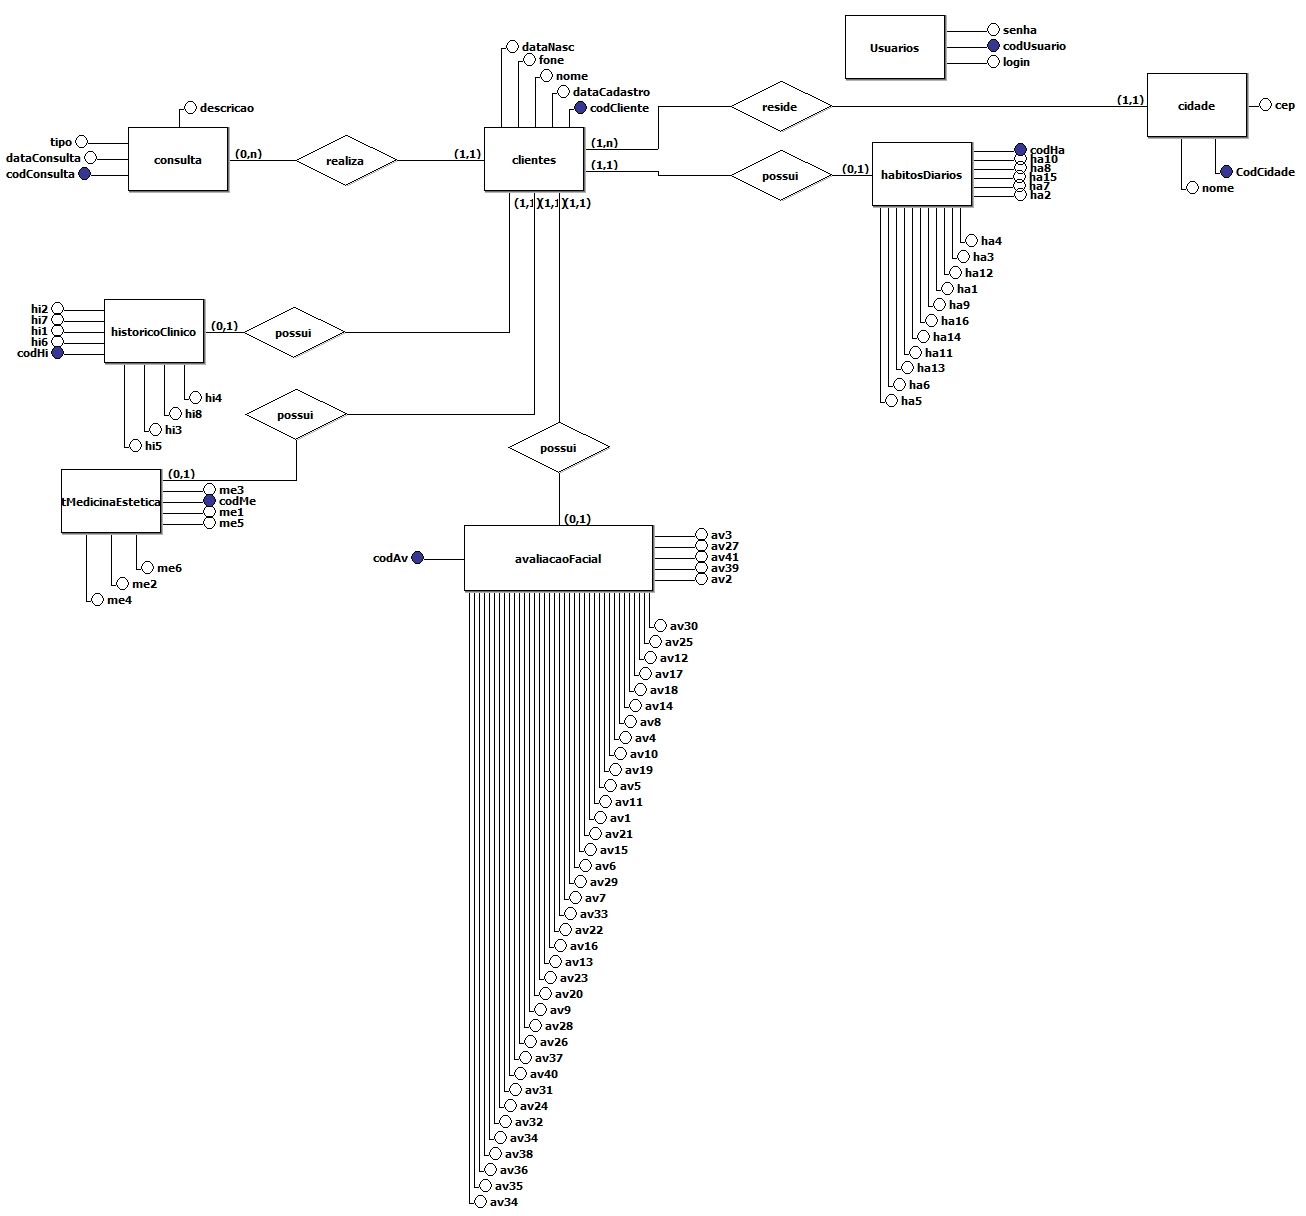 senha
codUsuario
login
Usuarios
dataNasc
fone
nome
dataCadastro
codCliente
clientes
(1,n)
(1,1)
(1,1)
reside
(1,1)
cidade
cep
CodCidade
nome
descricao
tipo
dataConsulta
codConsulta
consulta
(0,n)
realiza
(1,1)
possui
(0,1)
habitosDiarios
codHa
ha10
ha8
ha15
ha7
ha2
ha4
ha3
ha12
ha1
ha9
ha16
ha14
ha11
ha13
ha6
ha5
(1,1)
(1,1)
(1,1)
hi2
hi7
hi1
hi6
codHi
historicoClinico
(0,1)
possui
hi4
hi8
hi3
hi5
possui
(0,1)
tMedicinaEstetica
me3
codMe
me1
me5
me6
me2
me4
possui
(0,1)
codAv
avaliacaoFacial
av3
av27
av41
av39
av2
av30
av25
av12
av17
av18
av14
av8
av4
av10
av19
av5
av11
av1
av21
av15
av6
av29
av7
av33
av22
av16
av13
av23
av20
av9
av28
av26
av37
av40
av31
av24
av32
av34
av38
av36
av35
av34